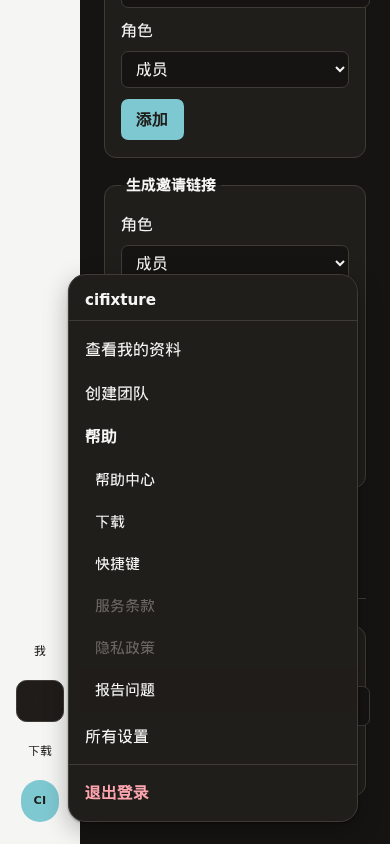 角色
成员
添加
生成邀请链接
角色
成员
cifixture
查看我的资料
创建团队
帮助
帮助中心
下载
快捷键
服务条款
隐私政策
报告问题
所有设置
退出登录
我
下载
CI